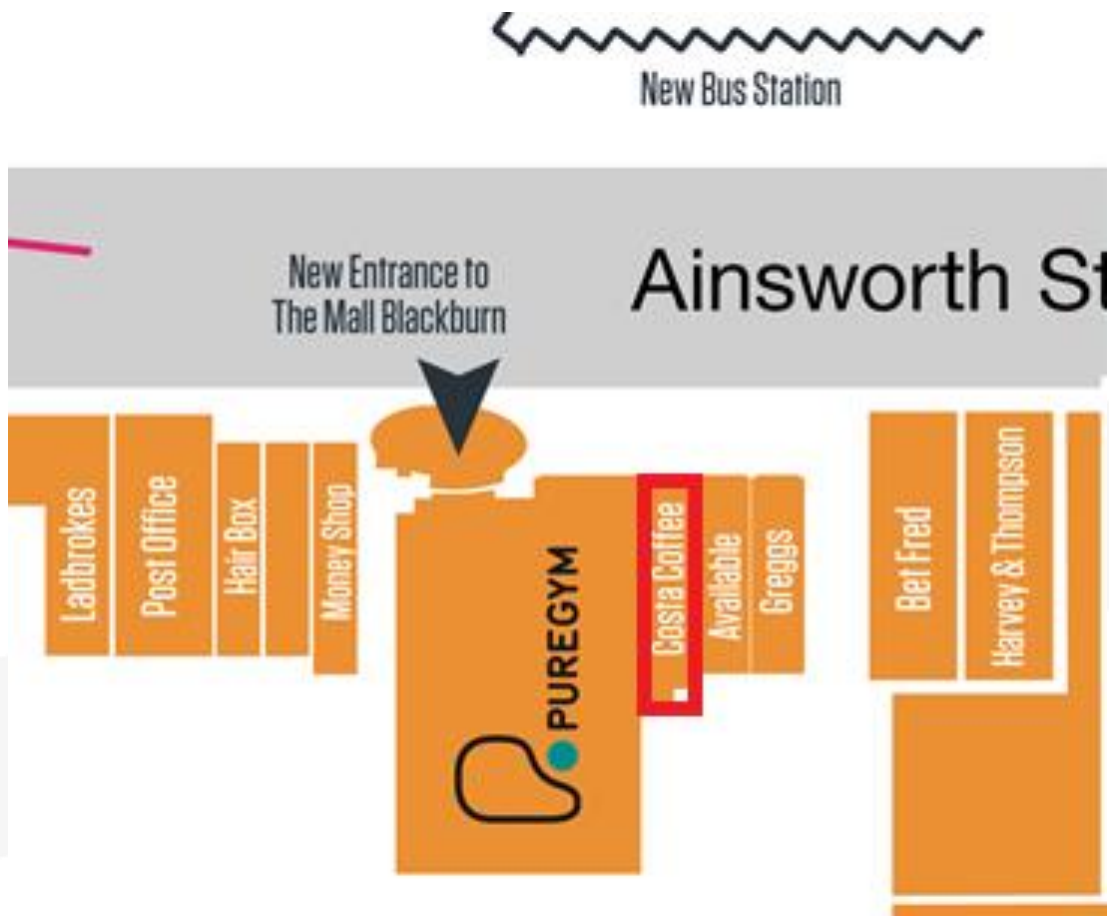 New Bus Station
New Entrance to
The Mall Blackburn
Ainsworth St
Ladbrokes
Post Office
Hair Box
Money Shop
PUREGYM
Costa Coffee
Available
Greggs
Bet Fred
Harvey & Thompson